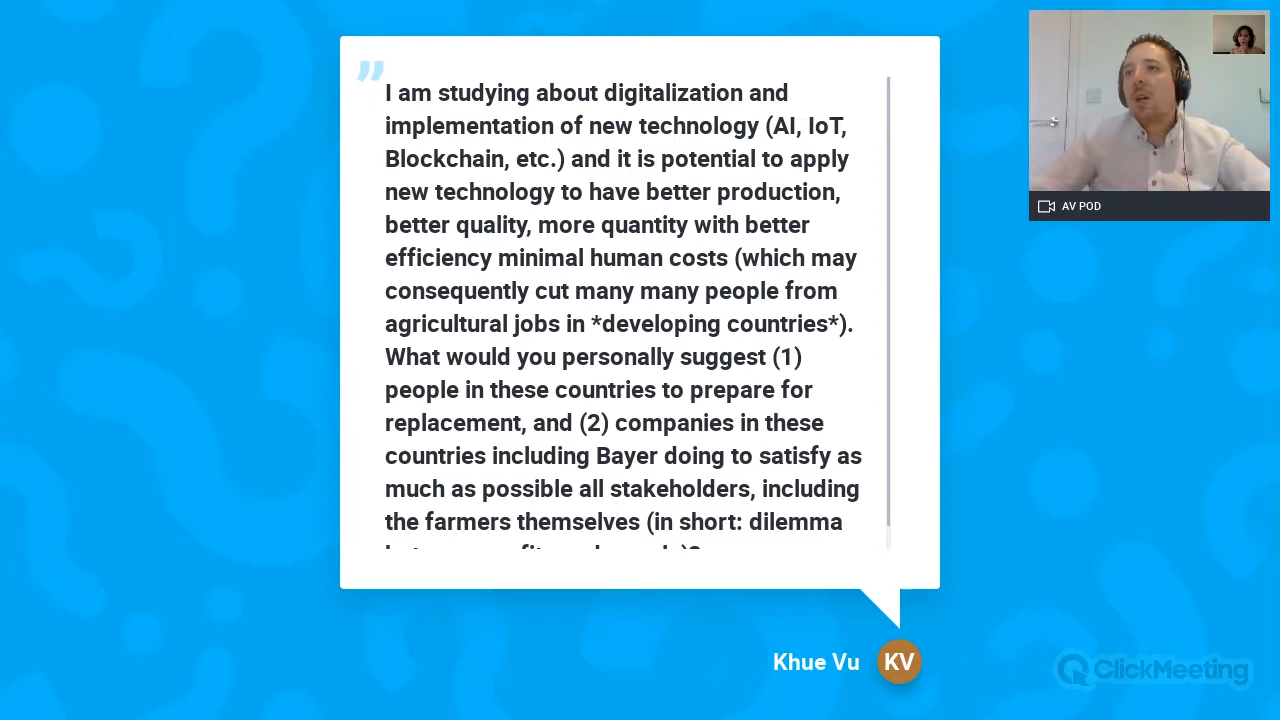 I am studying about digitalization and
implementation of new technology (AI, IoT,
Blockchain, etc.) and it is potential to apply
new technology to have better production,
better quality, more quantity with better
efficiency minimal human costs (which may
consequently cut many many people from
agricultural jobs in *developing countries*).
What would you personally suggest (1)
people in these countries to prepare for
replacement, and (2) companies in these
countries including Bayer doing to satisfy as
much as possible all stakeholders, including
the farmers themselves (in short: dilemma
Khue Vu
KV
AV POD
ClickMeeting